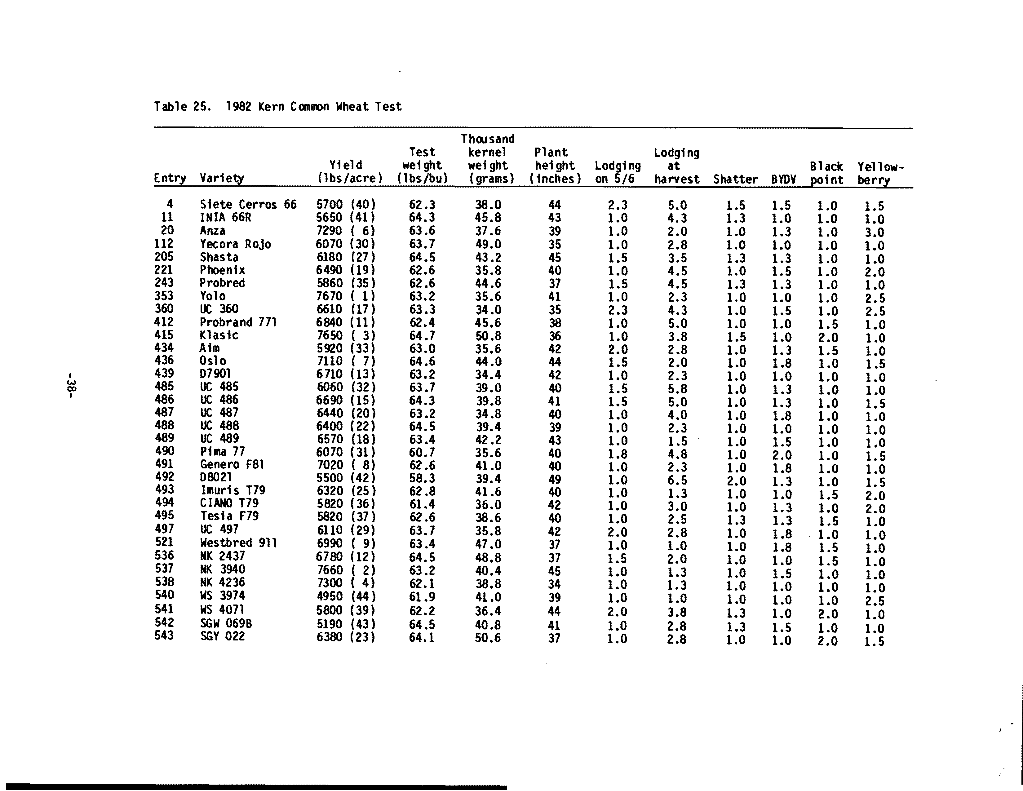 Table 25. 1982 Kern Common Wheat Test
Thousand
Test kernel Plant Lodging
Yield weight weight height Lodging at Black Yellow-
Entry Variety (lbs/acre) (lbs/bu) (grams) (inches) on 5/6 harvest Shatter BYDV point berry
4 Siete Cerros 66 5700 (40) 62.3 38.0 44 2.3 5.0 1.5 1.5 1.0 1.5
11 INIA 66R 5650 (41) 64.3 45.8 43 1.0 4.3 1.3 1.0 1.0 1.0
20 Anza 7290 ( 6) 63.6 37.6 39 1.0 2.0 1.0 1.3 1.0 3.0
112 Yecora Rojo 6070 (30) 63.7 49.0 35 1.0 2.8 1.0 1.0 1.0 1.0
205 Shasta 6180 (27) 64.5 43.2 45 1.5 3.5 1.3 1.3 1.0 1.0
221 Phoenix 6490 (19) 62.6 35.8 40 1.0 4.5 1.0 1.5 1.0 2.0
243 Probred 5860 (35) 62.6 44.6 37 1.5 4.5 1.3 1.3 1.0 1.0
353 Yolo 7670 ( 1) 63.2 35.6 41 1.0 2.3 1.0 1.0 1.0 2.5
360 UC 360 6610 (17) 63.3 34.0 35 2.3 4.3 1.0 1.5 1.0 2.5
412 Probrand 771 6840 (11) 62.4 45.6 38 1.0 5.0 1.0 1.0 1.5 1.0
415 Klasic 7650 ( 3) 64.7 50.8 36 1.0 3.8 1.5 1.0 2.0 1.0
434 Aim 5920 (33) 63.0 35.6 42 2.0 2.8 1.0 1.3 1.5 1.0
436 Oslo 7110 ( 7) 64.6 44.0 44 1.5 2.0 1.0 1.8 1.0 1.5
439 D7901 6710 (13) 63.2 34.4 42 1.0 2.3 1.0 1.0 1.0 1.0
485 UC 485 6060 (32) 63.7 39.0 40 1.5 5.8 1.0 1.3 1.0 1.0
486 UC 486 6690 (15) 64.3 39.8 41 1.5 5.0 1.0 1.3 1.0 1.5
487 UC 487 6440 (20) 63.2 34.8 40 1.0 4.0 1.0 1.8 1.0 1.0
488 UC 488 6400 (22) 64.5 39.4 39 1.0 2.3 1.0 1.0 1.0 1.0
489 UC 489 6570 (18) 63.4 42.2 43 1.0 1.5 1.0 1.5 1.0 1.0
490 Pima 77 6070 (31) 60.7 35.6 40 1.8 4.8 1.0 2.0 1.0 1.5
491 Genero F81 7020 ( 8) 62.6 41.0 40 1.0 2.3 1.0 1.8 1.0 1.0
492 D8021 5500 (42) 58.3 39.4 49 1.0 6.5 2.0 1.3 1.0 1.5
493 Imuris T79 6320 (25) 62.8 41.6 40 1.0 1.3 1.0 1.0 1.5 2.0
494 CIANO T79 5820 (36) 61.4 36.0 42 1.0 3.0 1.0 1.3 1.0 2.0
495 Tesia F79 5820 (37) 62.6 38.6 40 1.0 2.5 1.3 1.3 1.5 1.0
497 UC 497 6110 (29) 63.7 35.8 42 2.0 2.8 1.0 1.8 1.0 1.0
521 Westbred 911 6990 ( 9) 63.4 47.0 37 1.0 1.0 1.0 1.8 1.5 1.0
536 NK 2437 6780 (12) 64.5 48.8 37 1.5 2.0 1.0 1.0 1.5 1.0
537 NK 3940 7660 ( 2) 63.2 40.4 45 1.0 1.3 1.0 1.5 1.0 1.0
538 NK 4236 7300 ( 4) 62.1 38.8 34 1.0 1.3 1.0 1.0 1.0 1.0
540 WS 3974 4950 (44) 61.9 41.0 39 1.0 1.0 1.0 1.0 1.0 2.5
541 WS 4071 5800 (39) 62.2 36.4 44 2.0 3.8 1.3 1.0 2.0 1.0
542 SGW 069B 5190 (43) 64.5 40.8 41 1.0 2.8 1.3 1.5 1.0 1.0
543 SGY 022 6380 (23) 64.1 50.6 37 1.0 2.8 1.0 1.0 2.0 1.5
-38-